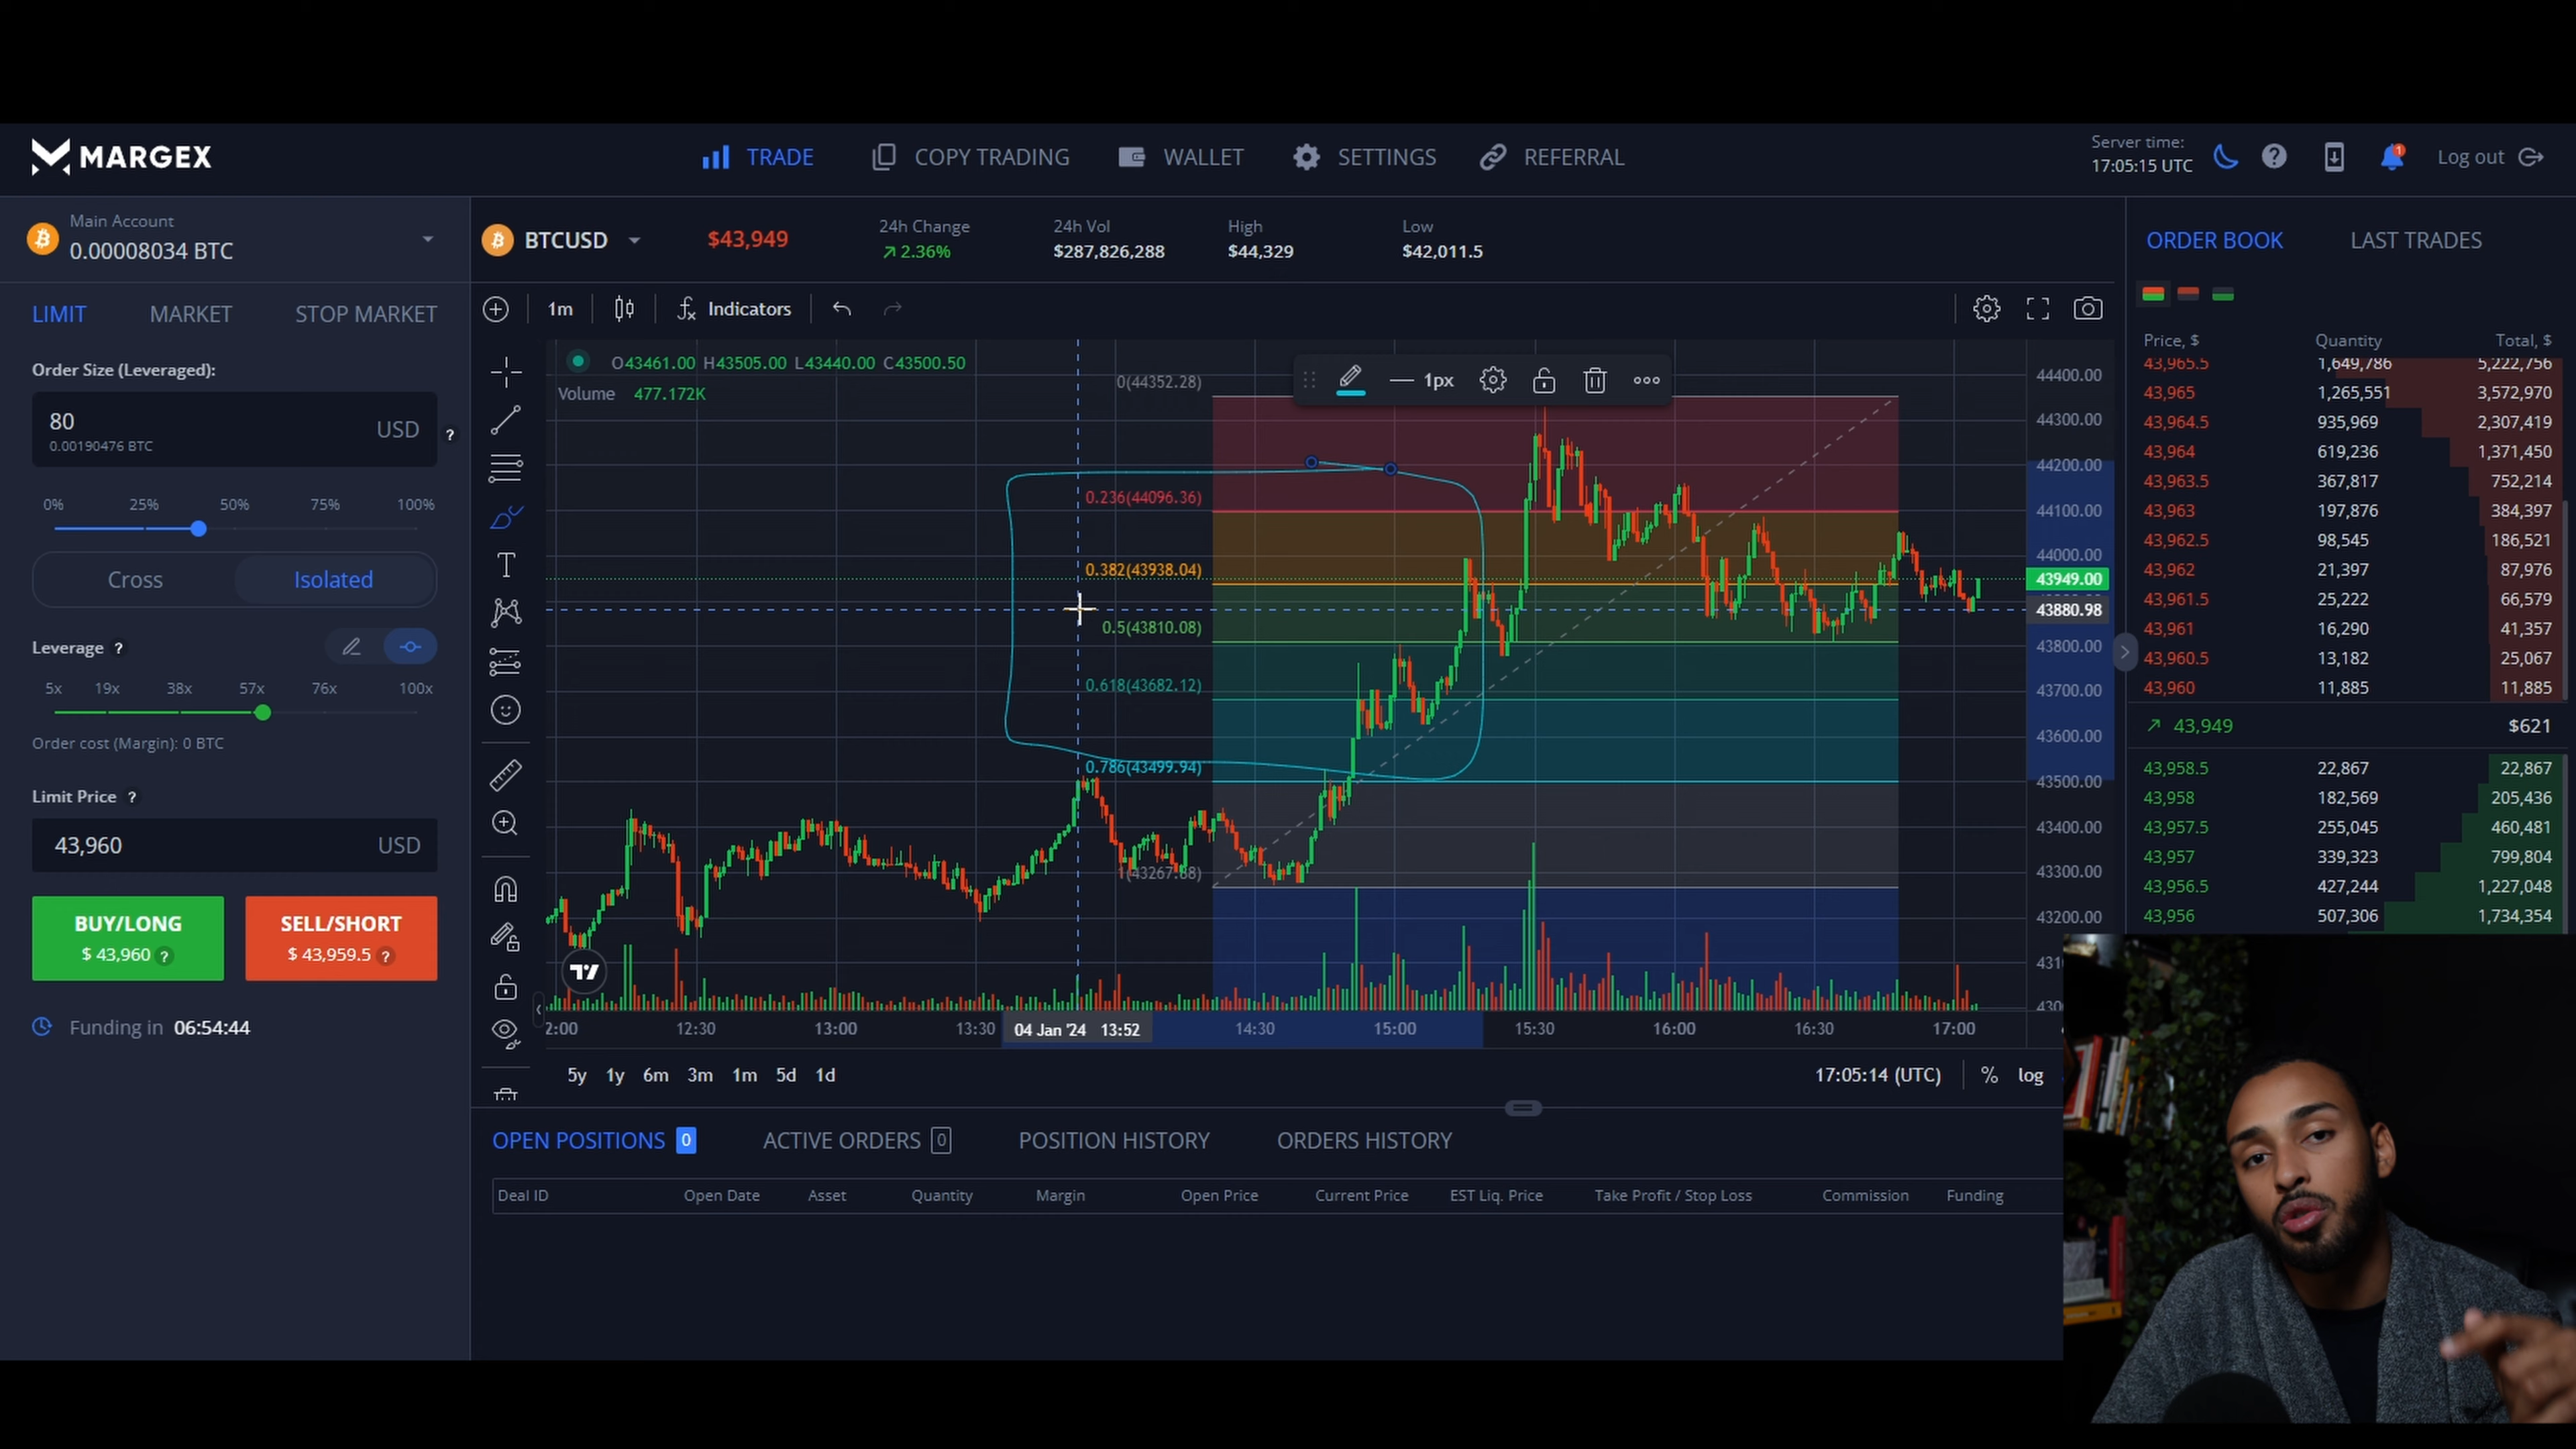 MARGEX
TRADE
COPY TRADING
WALLET
SETTINGS
REFERRAL
Server time:
17:05:15 UTC
1
Log out
Main Account
0.00008034 BTC
BTCUSD
$43,949
24h Change
2.36%
24h Vol
$287,826,288
High
$44,329
Low
$42,011.5
ORDER BOOK
LAST TRADES
LIMIT
MARKET
STOP MARKET
Order Size (Leveraged):
80
0.00190476 BTC
USD
?
0% 25% 50% 75% 100%
Cross
Isolated
Leverage ?
5x 19x 38x 57x 76x 100x
Order cost (Margin): 0 BTC
Limit Price ?
43,960
USD
BUY/LONG
$ 43,960 ?
SELL/SHORT
$ 43,959.5 ?
Funding in 06:54:44
1m
Indicators
O43461.00 H43505.00 L43440.00 C43500.50
Volume 477.172K
1px
0(44352.28)
0.236(44096.36)
0.382(43938.04)
0.5(43810.08)
0.618(43682.12)
0.786(43499.94)
1(43267.88)
44400.00
44300.00
44200.00
44100.00
44000.00
43949.00
43880.98
43800.00
43700.00
43600.00
43500.00
43400.00
43300.00
43200.00
12:30
13:00
13:30
04 Jan '24 13:52
14:30
15:00
15:30
16:00
16:30
17:00
5y 1y 6m 3m 1m 5d 1d
17:05:14 (UTC)
%
log
Price, $ Quantity Total, $
43,965.5 1,649,786 5,222,756
43,965 1,265,551 3,572,970
43,964.5 935,969 2,307,419
43,964 619,236 1,371,450
43,963.5 367,817 752,214
43,963 197,876 384,397
43,962.5 98,545 186,521
43,962 21,397 87,976
43,961.5 25,222 66,579
43,961 16,290 41,357
43,960.5 13,182 25,067
43,960 11,885 11,885
43,949 $621
43,958.5 22,867 22,867
43,958 182,569 205,436
43,957.5 255,045 460,481
43,957 339,323 799,804
43,956.5 427,244 1,227,048
43,956 507,306 1,734,354
OPEN POSITIONS 0
ACTIVE ORDERS 0
POSITION HISTORY
ORDERS HISTORY
Deal ID Open Date Asset Quantity Margin Open Price Current Price EST Liq. Price Take Profit / Stop Loss Commission Funding